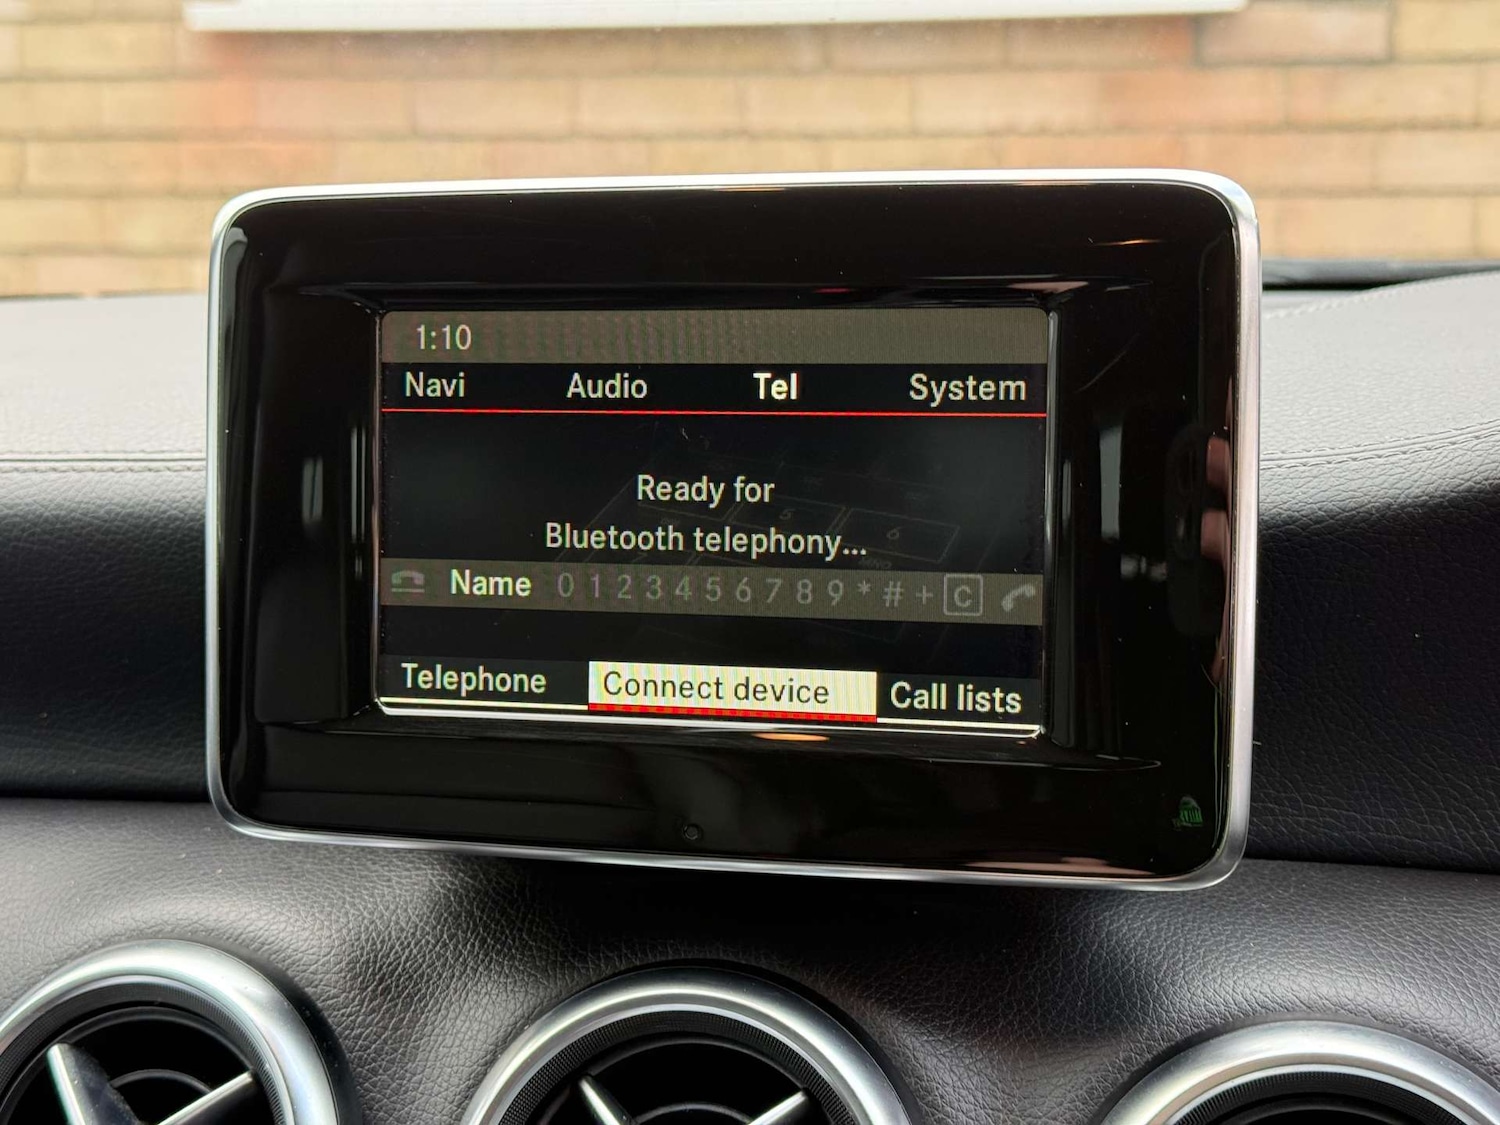 1:10
Navi Audio Tel System
Ready for
Bluetooth telephony...
Name 0 1 2 3 4 5 6 7 8 9 * # + C
Telephone Connect device Call lists